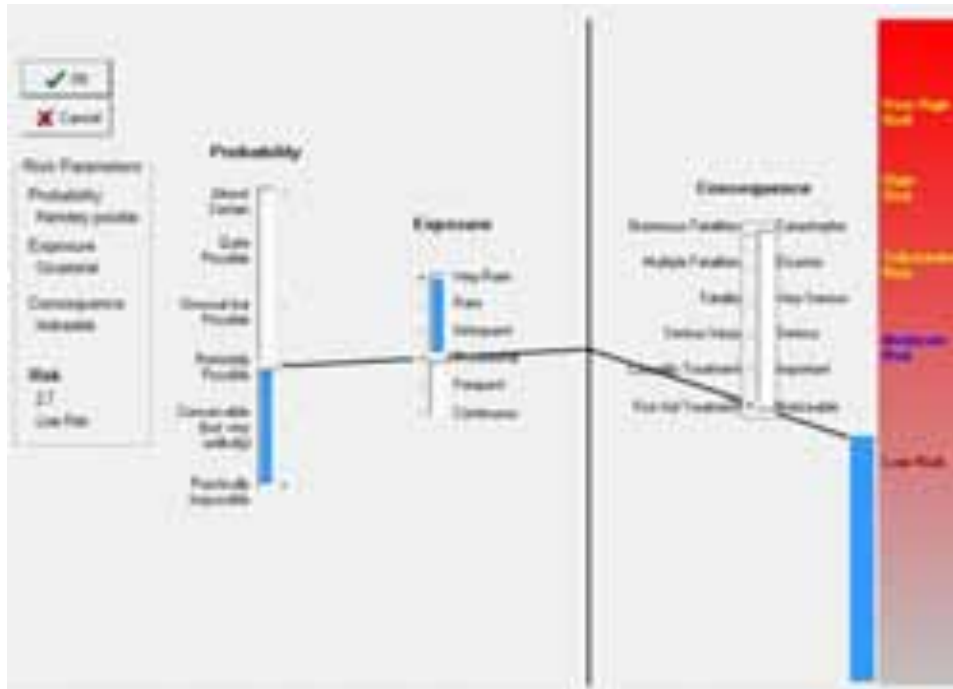 Ok
Cancel
Risk Parameters
Probability
Remotely possible
Exposure
Occasional
Consequence
Noticeable
Risk
Low Risk
Probability
Almost
Certain
Quite
Possible
Unusual but
Possible
Remotely
Possible
Conceivable
(but very
unlikely)
Practically
Impossible
Exposure
Very Rare
Rare
Infrequent
Occasional
Frequent
Continuous
Consequence
Numerous Fatalities
Catastrophic
Multiple Fatalities
Disaster
Fatality
Very Serious
Serious Injury
Serious
Treatment
Important
First Aid Treatment
Noticeable
Very High
Risk
High
Risk
Substantial
Risk
Moderate
Risk
Low Risk